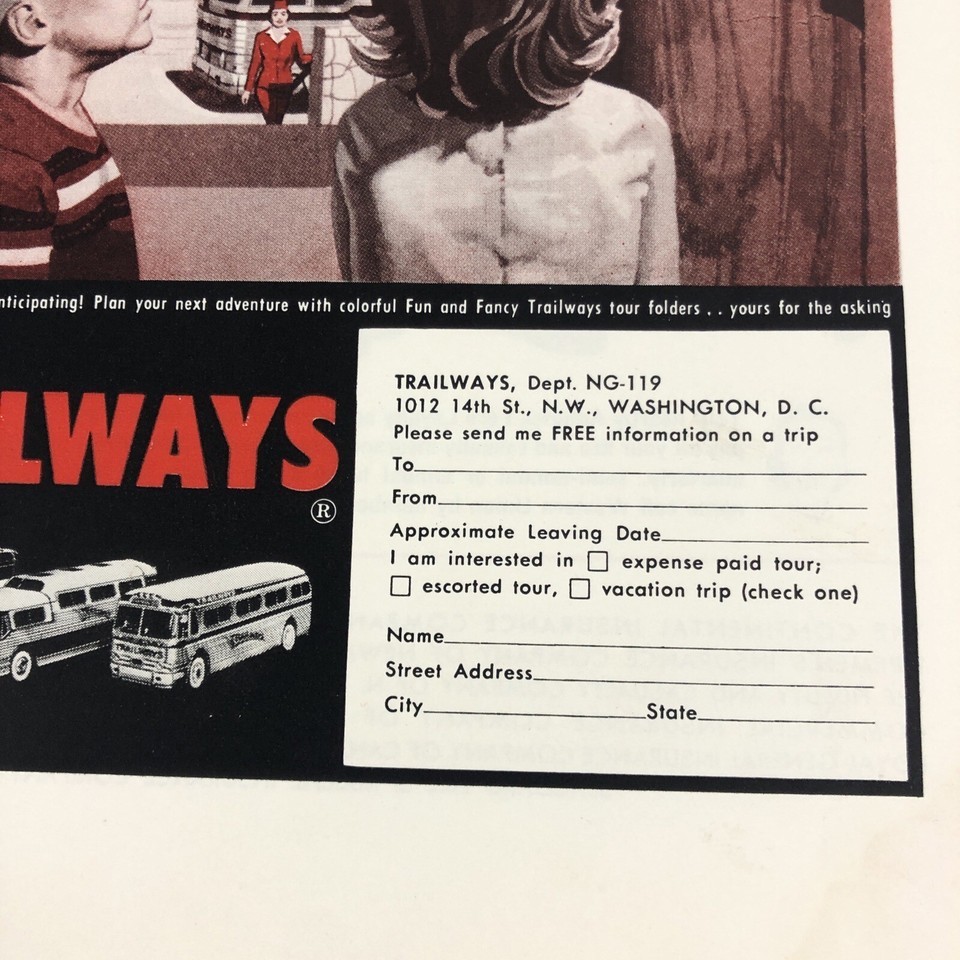 nticipating! Plan your next adventure with colorful Fun and Fancy Trailways tour folders . . yours for the asking
LWAYS
®
TRAILWAYS, Dept. NG-119
1012 14th St., N.W., WASHINGTON, D. C.
Please send me FREE information on a trip
To
From
Approximate Leaving Date
I am interested in ☐ expense paid tour;
☐ escorted tour, ☐ vacation trip (check one)
Name
Street Address
City State
TRAILWAYS